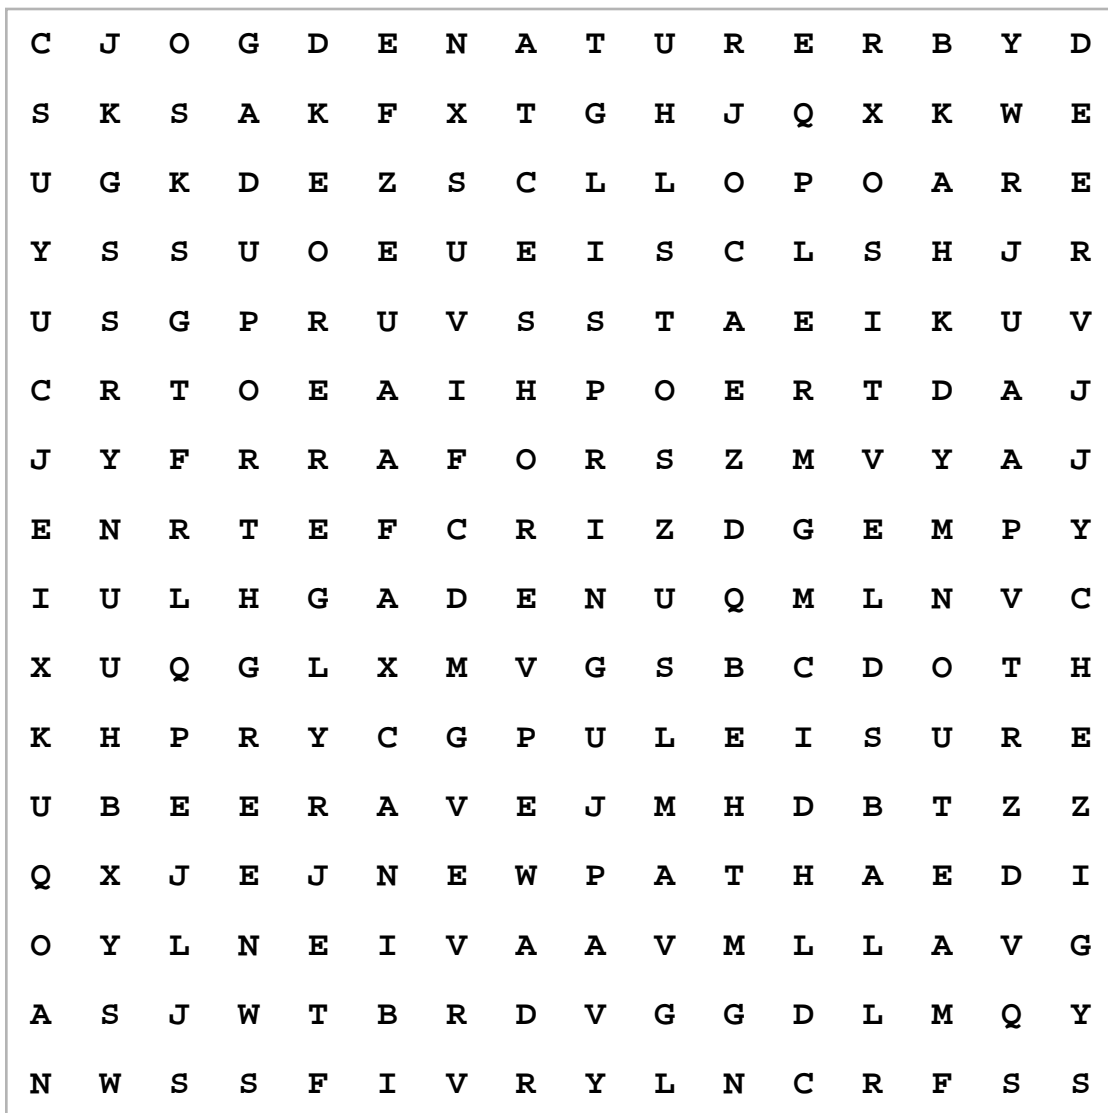 C J O G D E N A T U R E R B Y D
S K S A K F X T G H J Q X K W E
U G K D E Z S C L L O P O A R E
Y S S U O E U E I S C L S H J R
U S G P R U V S S T A E I K U V
C R T O E A I H P O E R T D A J
J Y F R R A F O R S Z M V Y A J
E N R T E F C R I Z D G E M P Y
I U L H G A D E N U Q M L N V C
X U Q G L X M V G S B C D O T H
K H P R Y C G P U L E I S U R E
U B E E R A V E J M H D B T Z Z
Q X J E J N E W P A T H A E D I
O Y L N E I V A A V M L L A V G
A S J W T B R D V G G D L M Q Y
N W S S F I V R Y L N C R F S S